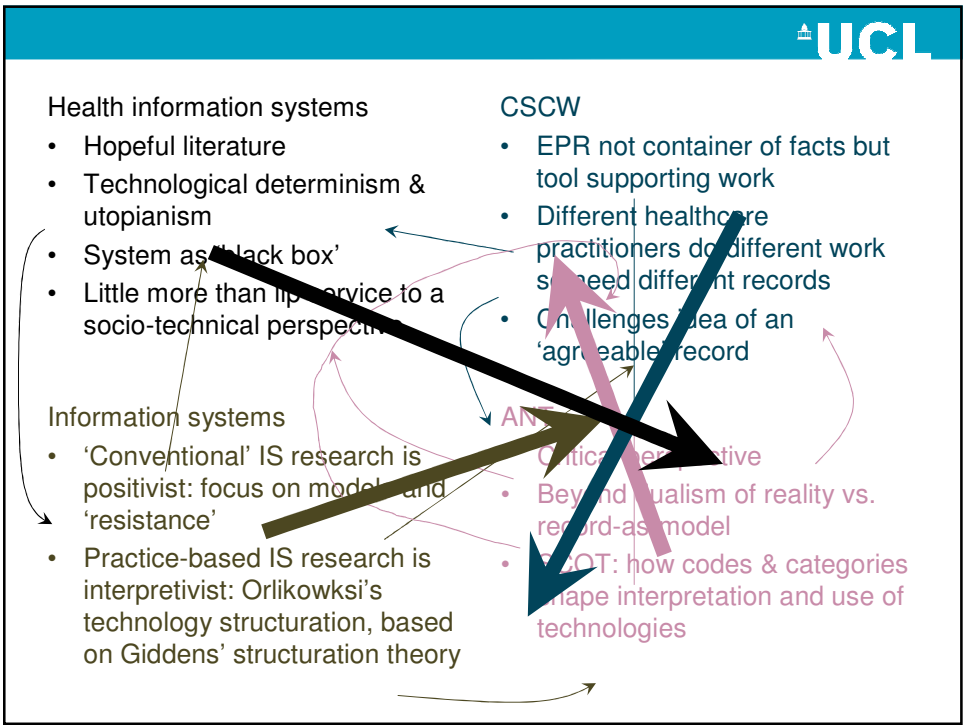 UCL
Health information systems
• Hopeful literature
• Technological determinism &
utopianism
• System as ‘black box’
• Little more than lip service to a
socio-technical perspective
CSCW
• EPR not container of facts but
tool supporting work
• Different healthcare
practitioners do different work
so need different records
• Challenges idea of an
‘agreeable’ record
Information systems
• ‘Conventional’ IS research is
positivist: focus on models and
‘resistance’
• Practice-based IS research is
interpretivist: Orlikowksi’s
technology structuration, based
on Giddens’ structuration theory
ANT
• Critical perspective
• Beyond dualism of reality vs.
record-as-model
• SCOT: how codes & categories
shape interpretation and use of
technologies